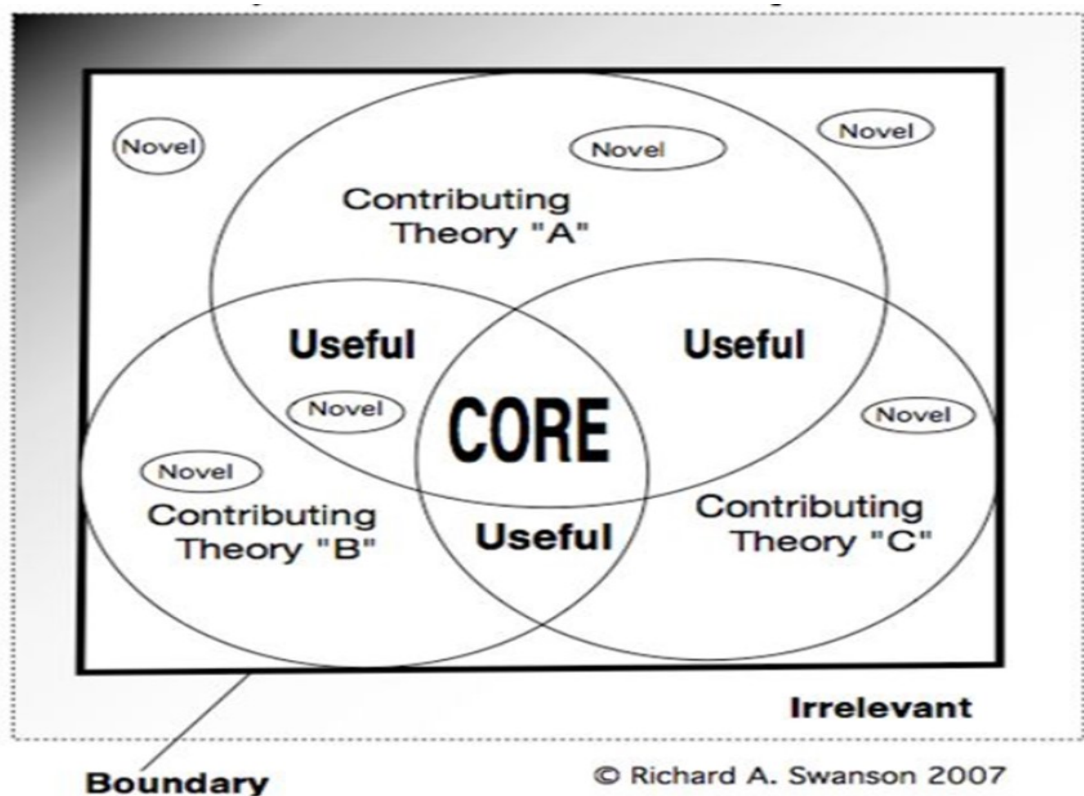 Novel
Novel
Novel
Contributing
Theory "A"
Useful
Useful
Novel
CORE
Novel
Novel
Contributing
Theory "B"
Useful
Contributing
Theory "C"
Irrelevant
Boundary
© Richard A. Swanson 2007